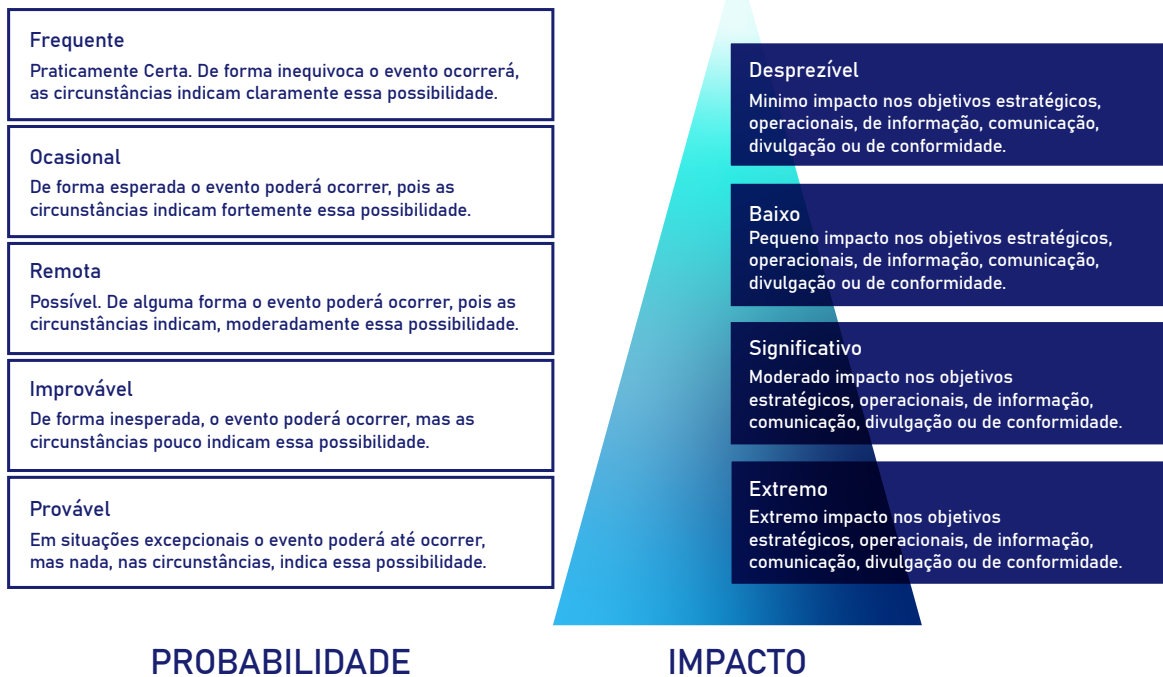 Frequente
Praticamente Certa. De forma inequivoca o evento ocorrerá,
as circunstâncias indicam claramente essa possibilidade.
Ocasional
De forma esperada o evento poderá ocorrer, pois as
circunstâncias indicam fortemente essa possibilidade.
Remota
Possível. De alguma forma o evento poderá ocorrer, pois as
circunstâncias indicam, moderadamente essa possibilidade.
Improvável
De forma inesperada, o evento poderá ocorrer, mas as
circunstâncias pouco indicam essa possibilidade.
Provável
Em situações excepcionais o evento poderá até ocorrer,
mas nada, nas circunstâncias, indica essa possibilidade.
PROBABILIDADE
Desprezível
Minimo impacto nos objetivos estratégicos,
operacionais, de informação, comunicação,
divulgação ou de conformidade.
Baixo
Pequeno impacto nos objetivos estratégicos,
operacionais, de informação, comunicação,
divulgação ou de conformidade.
Significativo
Moderado impacto nos objetivos
estratégicos, operacionais, de informação,
comunicação, divulgação ou de conformidade.
Extremo
Extremo impacto nos objetivos
estratégicos, operacionais, de informação,
comunicação, divulgação ou de conformidade.
IMPACTO